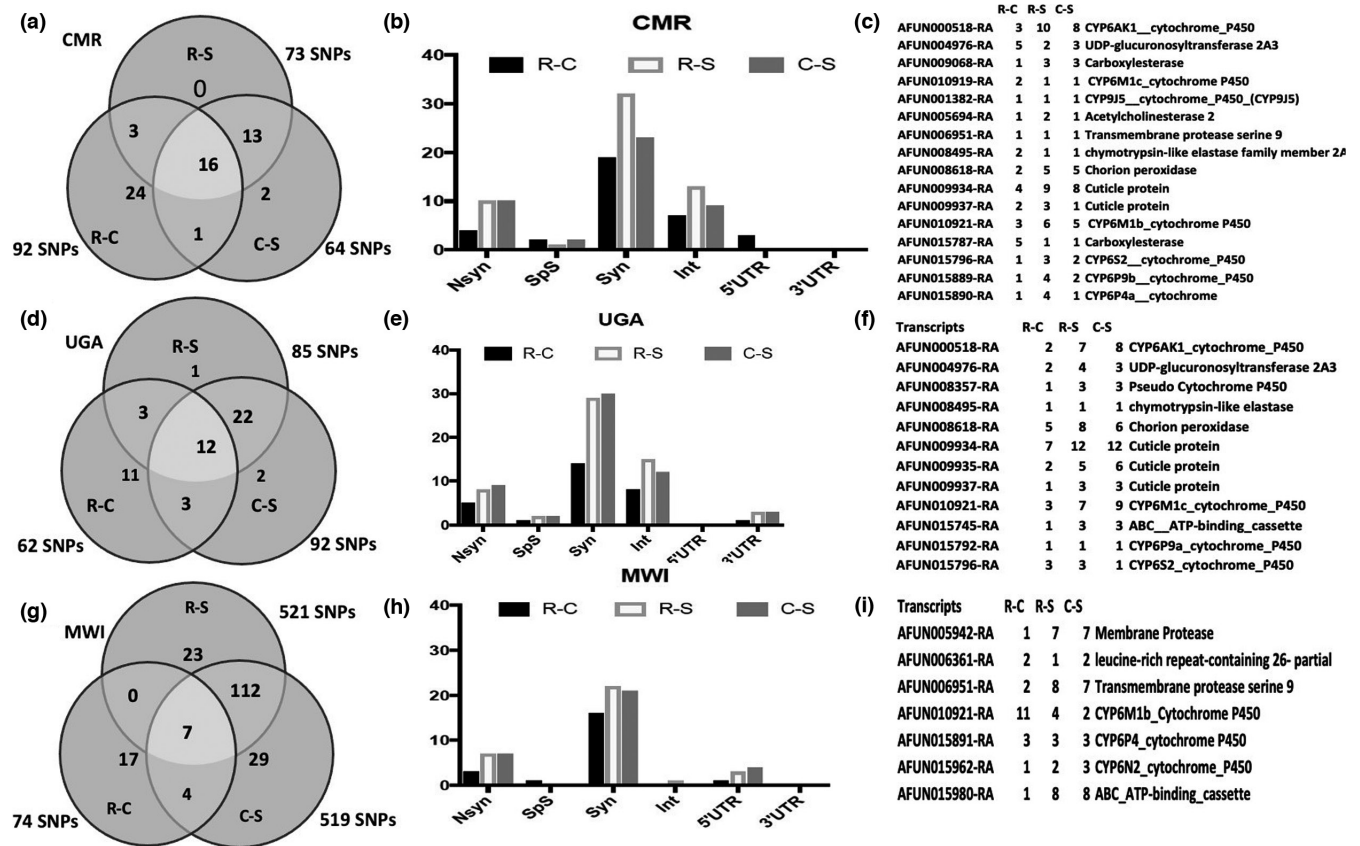 (a)
CMR
R-S
73 SNPs
0
3
13
16
24
2
R-C
1
C-S
92 SNPs
64 SNPs
(b)
CMR
R-C R-S C-S
40
30
20
10
0
Nsyn SpS Syn Int 5'UTR 3'UTR
(c)
R-C R-S C-S
AFUN000518-RA 3 10 8 CYP6AK1__cytochrome_P450
AFUN004976-RA 5 2 3 UDP-glucuronosyltransferase 2A3
AFUN009068-RA 1 3 3 Carboxylesterase
AFUN010919-RA 2 1 1 CYP6M1c_cytochrome P450
AFUN001382-RA 1 1 1 CYP9J5__cytochrome_P450_(CYP9J5)
AFUN005694-RA 1 2 1 Acetylcholinesterase 2
AFUN006951-RA 1 1 1 Transmembrane protease serine 9
AFUN008495-RA 2 1 1 chymotrypsin-like elastase family member 2A
AFUN008618-RA 2 5 5 Chorion peroxidase
AFUN009934-RA 4 9 8 Cuticle protein
AFUN009937-RA 2 3 1 Cuticle protein
AFUN010921-RA 3 6 5 CYP6M1b_cytochrome P450
AFUN015787-RA 5 1 1 Carboxylesterase
AFUN015796-RA 1 3 2 CYP6S2__cytochrome_P450
AFUN015889-RA 1 4 2 CYP6P9b__cytochrome_P450
AFUN015890-RA 1 4 1 CYP6P4a__cytochrome
(d)
UGA
R-S
85 SNPs
1
3
22
12
11
2
R-C
3
C-S
62 SNPs
92 SNPs
(e)
UGA
R-C R-S C-S
40
30
20
10
0
Nsyn SpS Syn Int 5'UTR 3'UTR
(f)
Transcripts R-C R-S C-S
AFUN000518-RA 2 7 8 CYP6AK1_cytochrome_P450
AFUN004976-RA 2 4 3 UDP-glucuronosyltransferase 2A3
AFUN008357-RA 1 3 3 Pseudo Cytochrome P450
AFUN008495-RA 1 1 1 chymotrypsin-like elastase
AFUN008618-RA 5 8 6 Chorion peroxidase
AFUN009934-RA 7 12 12 Cuticle protein
AFUN009935-RA 2 5 6 Cuticle protein
AFUN009937-RA 1 3 3 Cuticle protein
AFUN010921-RA 3 7 9 CYP6M1c_cytochrome_P450
AFUN015745-RA 1 3 3 ABC__ATP-binding_cassette
AFUN015792-RA 1 1 1 CYP6P9a_cytochrome_P450
AFUN015796-RA 3 3 1 CYP6S2_cytochrome_P450
(g)
MWI
R-S
521 SNPs
23
0
112
7
17
29
R-C
4
C-S
74 SNPs
519 SNPs
(h)
MWI
R-C R-S C-S
40
30
20
10
0
Nsyn SpS Syn Int 5'UTR 3'UTR
(i)
Transcripts R-C R-S C-S
AFUN005942-RA 1 7 7 Membrane Protease
AFUN006361-RA 2 1 2 leucine-rich repeat-containing 26- partial
AFUN006951-RA 2 8 7 Transmembrane protease serine 9
AFUN010921-RA 11 4 2 CYP6M1b_Cytochrome P450
AFUN015891-RA 3 3 3 CYP6P4_cytochrome P450
AFUN015962-RA 1 2 3 CYP6N2_cytochrome_P450
AFUN015980-RA 1 8 8 ABC_ATP-binding_cassette